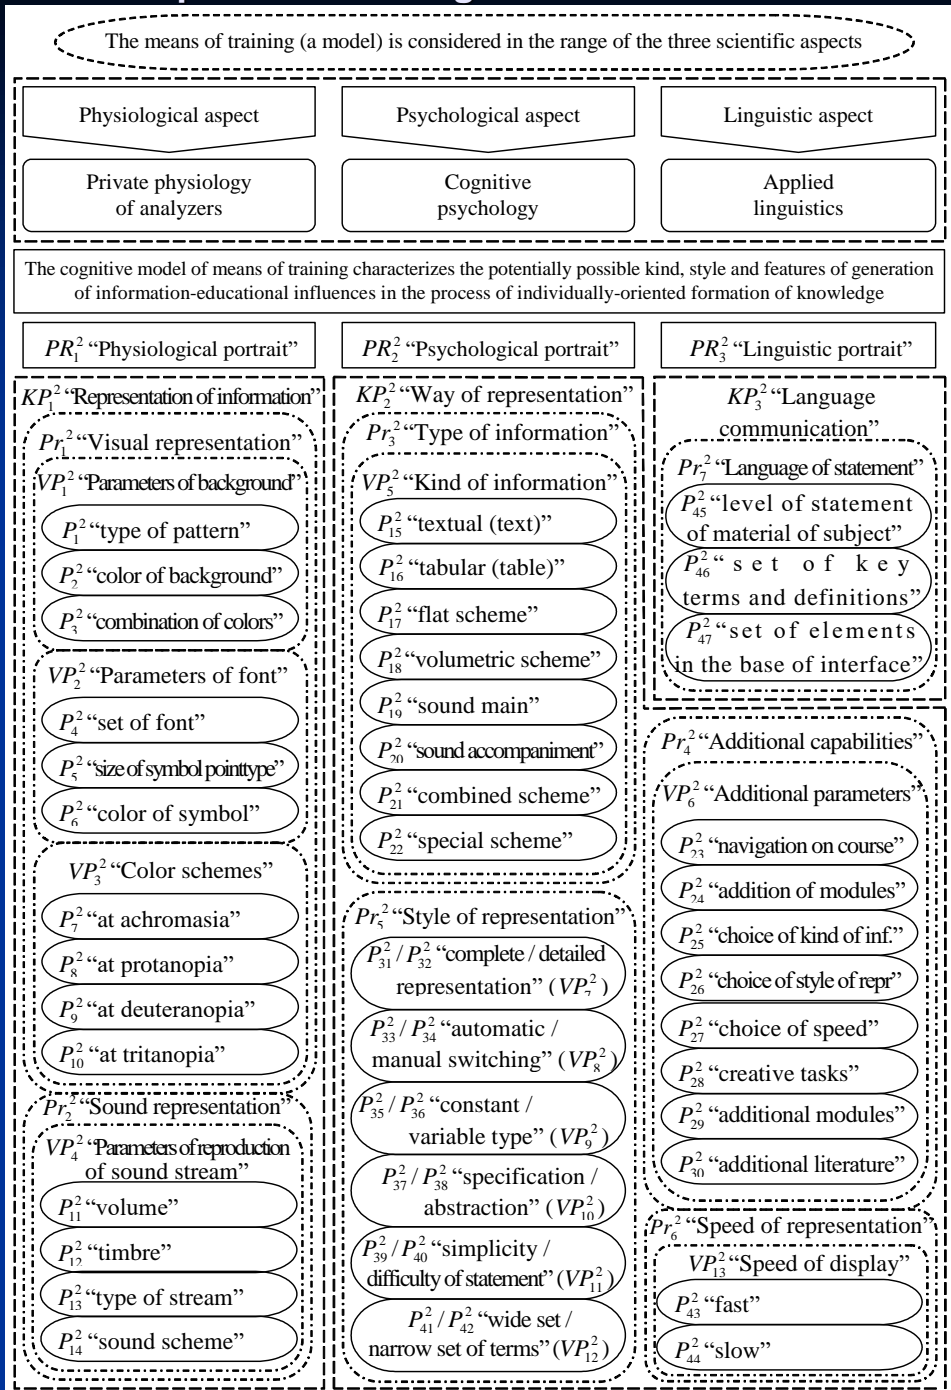 The means of training (a model) is considered in the range of the three scientific aspects
Physiological aspect
Psychological aspect
Linguistic aspect
Private physiology
of analyzers
Cognitive
psychology
Applied
linguistics
The cognitive model of means of training characterizes the potentially possible kind, style and features of generation
of information-educational influences in the process of individually-oriented formation of knowledge
PR₁² “Physiological portrait”
PR₂² “Psychological portrait”
PR₃² “Linguistic portrait”
KP₁² “Representation of information”
Pr₁² “Visual representation”
VP₁² “Parameters of background”
P₁² “type of pattern”
P₂² “color of background”
P₃² “combination of colors”
VP₂² “Parameters of font”
P₄² “set of font”
P₅² “size of symbol pointtype”
P₆² “color of symbol”
VP₃² “Color schemes”
P₇² “at achromasia”
P₈² “at protanopia”
P₉² “at deuteranopia”
P₁₀² “at tritanopia”
Pr₂² “Sound representation”
VP₄² “Parameters of reproduction
of sound stream”
P₁₁² “volume”
P₁₂² “timbre”
P₁₃² “type of stream”
P₁₄² “sound scheme”
KP₂² “Way of representation”
Pr₃² “Type of information”
VP₅² “Kind of information”
P₁₅² “textual (text)”
P₁₆² “tabular (table)”
P₁₇² “flat scheme”
P₁₈² “volumetric scheme”
P₁₉² “sound main”
P₂₀² “sound accompaniment”
P₂₁² “combined scheme”
P₂₂² “special scheme”
Pr₅² “Style of representation”
P₃₁² / P₃₂² “complete / detailed
representation” (VP₇²)
P₃₃² / P₃₄² “automatic /
manual switching” (VP₈²)
P₃₅² / P₃₆² “constant /
variable type” (VP₉²)
P₃₇² / P₃₈² “specification /
abstraction” (VP₁₀²)
P₃₉² / P₄₀² “simplicity /
difficulty of statement” (VP₁₁²)
P₄₁² / P₄₂² “wide set /
narrow set of terms” (VP₁₂²)
KP₃² “Language
communication”
Pr₇² “Language of statement”
P₄₅² “level of statement
of material of subject”
P₄₆² “set of key
terms and definitions”
P₄₇² “set of elements
in the base of interface”
Pr₄² “Additional capabilities”
VP₆² “Additional parameters”
P₂₃² “navigation on course”
P₂₄² “addition of modules”
P₂₅² “choice of kind of inf.”
P₂₆² “choice of style of repr”
P₂₇² “choice of speed”
P₂₈² “creative tasks”
P₂₉² “additional modules”
P₃₀² “additional literature”
Pr₆² “Speed of representation”
VP₁₃² “Speed of display”
P₄₃² “fast”
P₄₄² “slow”